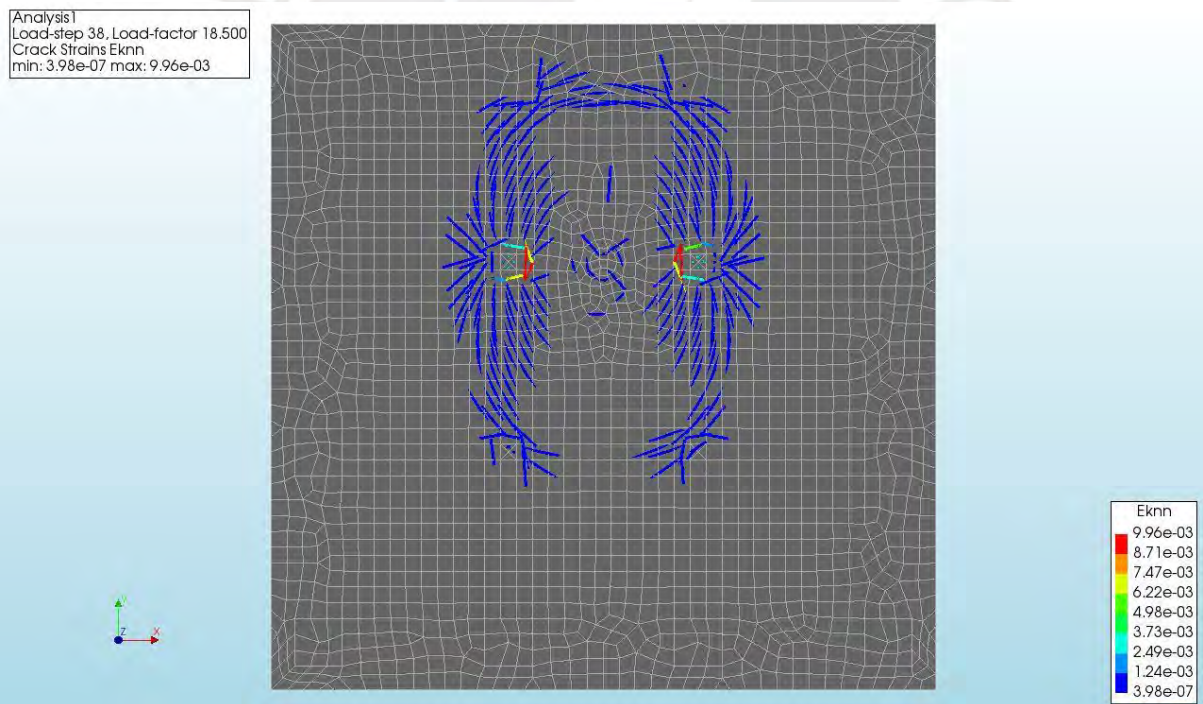 Analysis1
Load-step 38, Load-factor 18.500
Crack Strains Eknn
min: 3.98e-07 max: 9.96e-03
Y
Z X
Eknn
9.96e-03
8.71e-03
7.47e-03
6.22e-03
4.98e-03
3.73e-03
2.49e-03
1.24e-03
3.98e-07